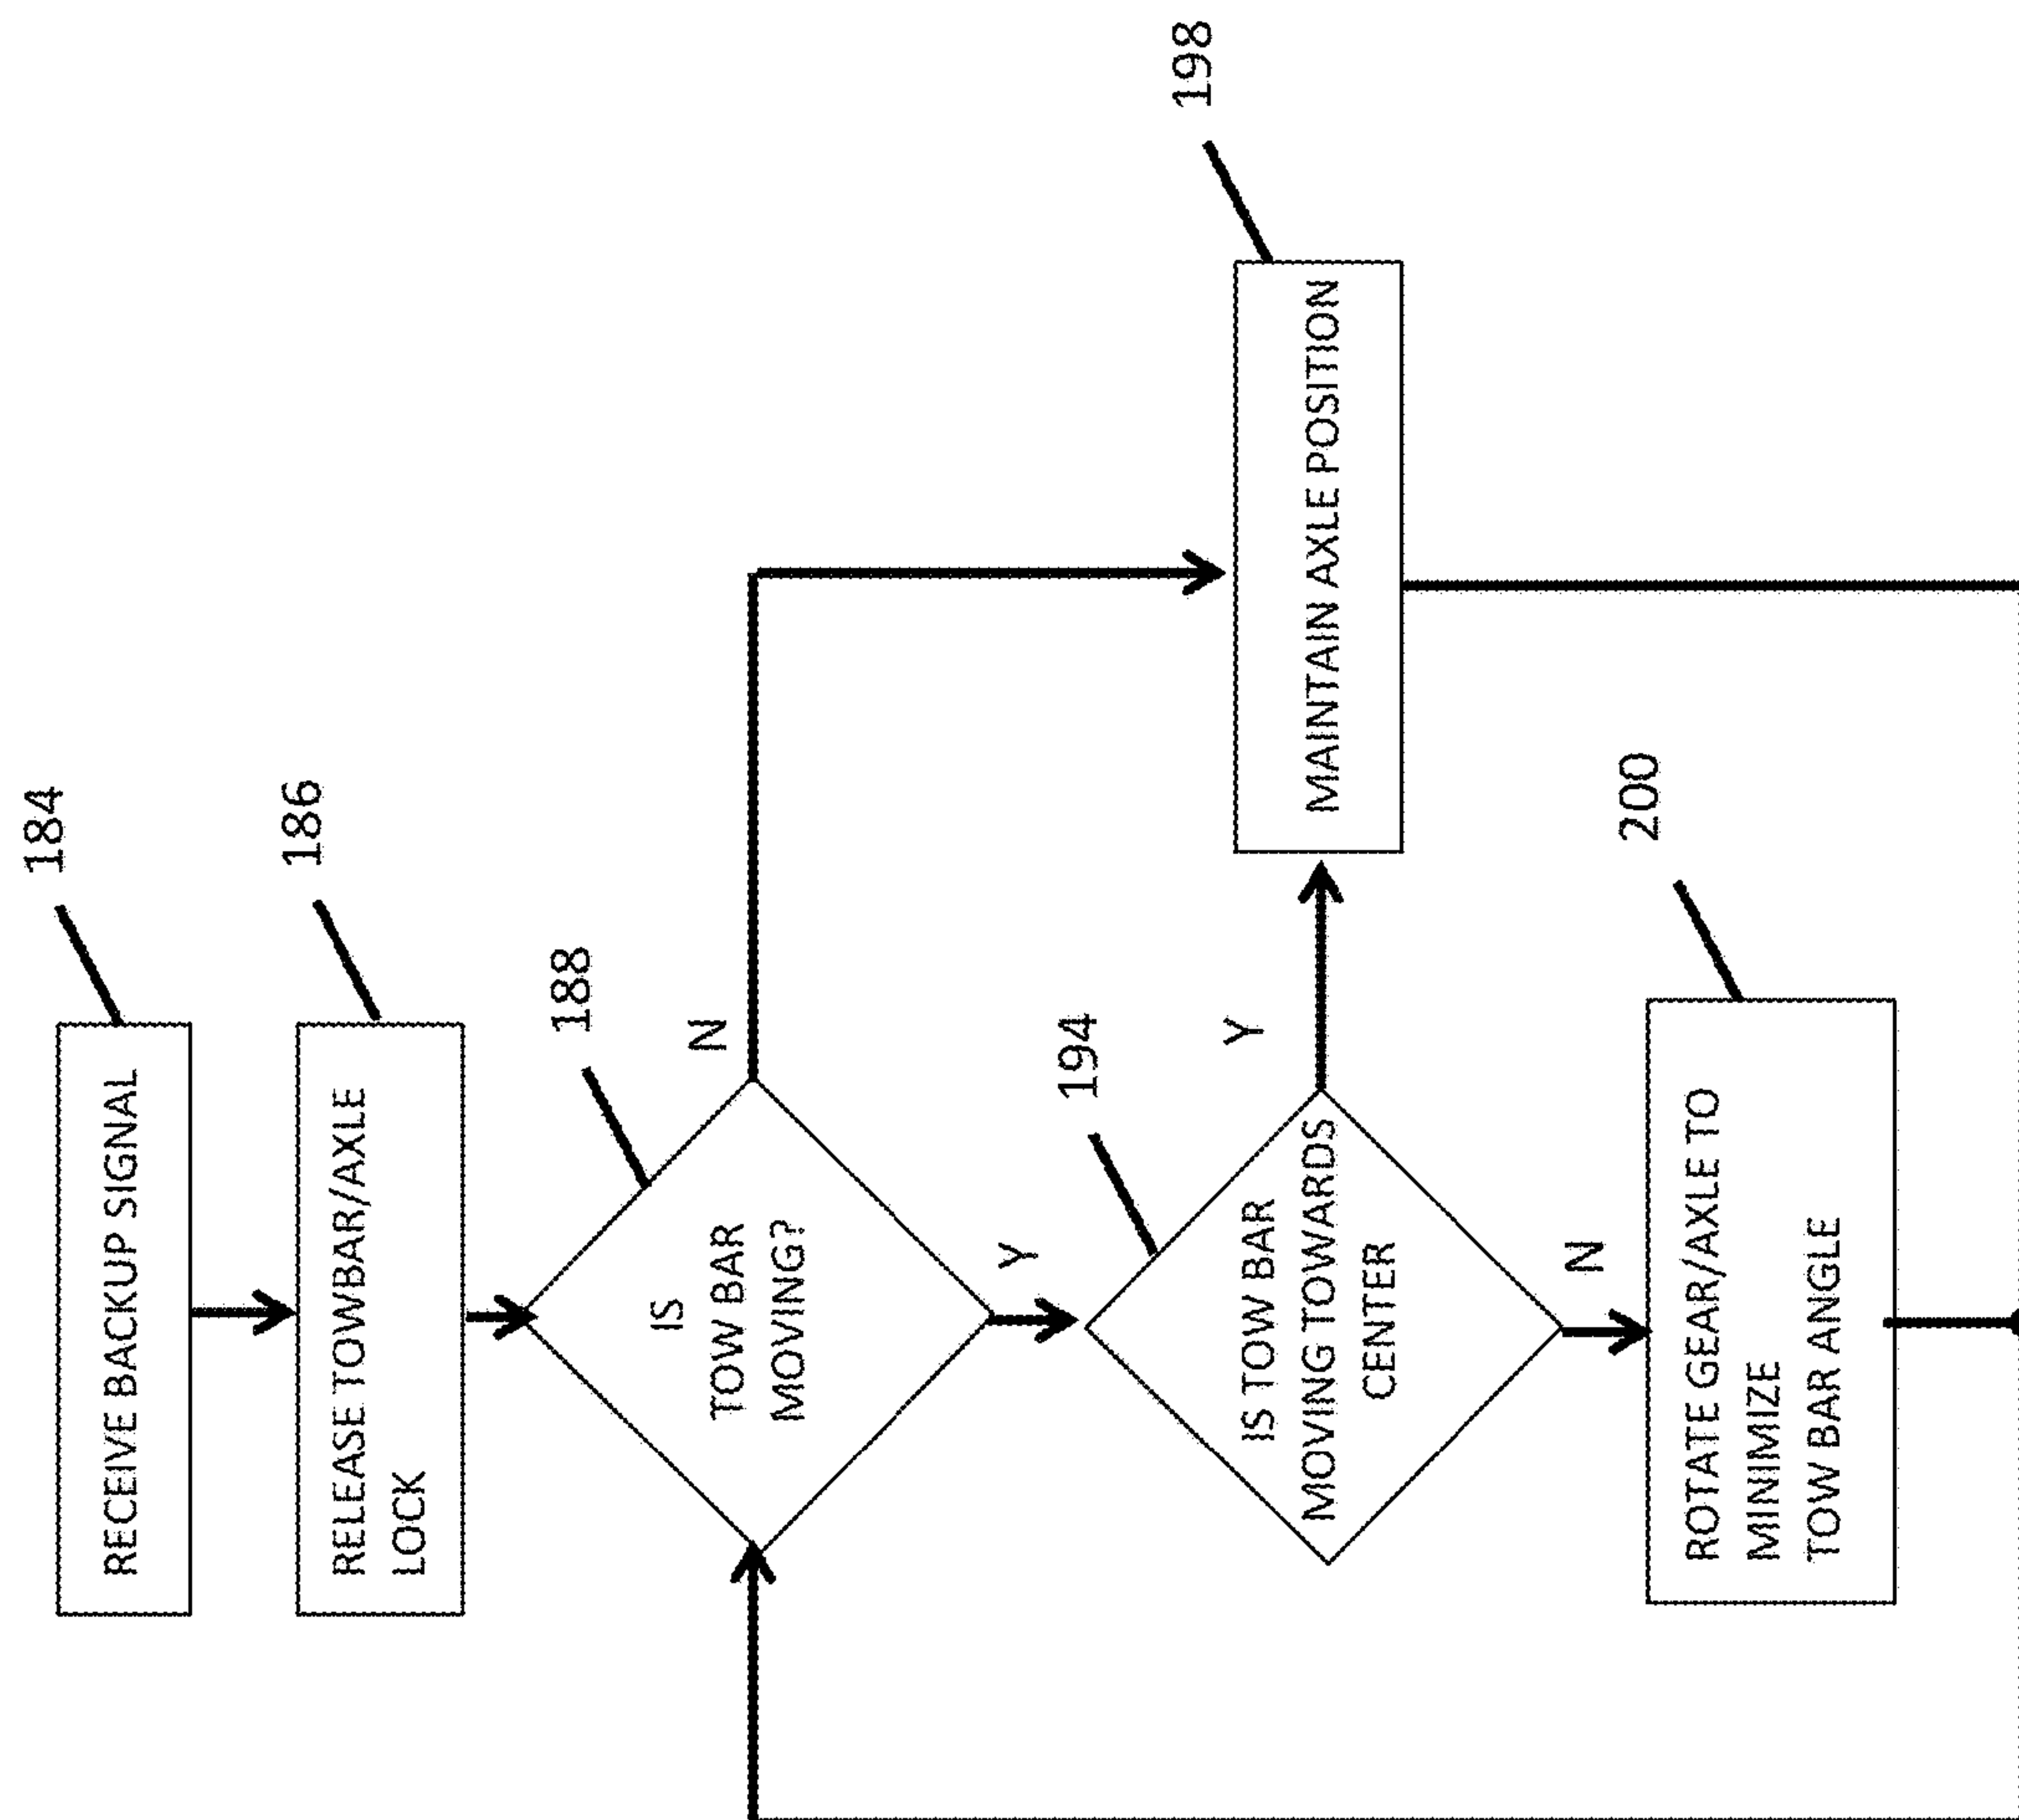 184
RECEIVE BACKUP SIGNAL
186
RELEASE TOWBAR/AXLE
LOCK
188
IS
TOW BAR
MOVING?
N
Y
194
IS TOW BAR
MOVING TOWARDS
CENTER
Y
198
MAINTAIN AXLE POSITION
N
200
ROTATE GEAR/AXLE TO
MINIMIZE
TOW BAR ANGLE